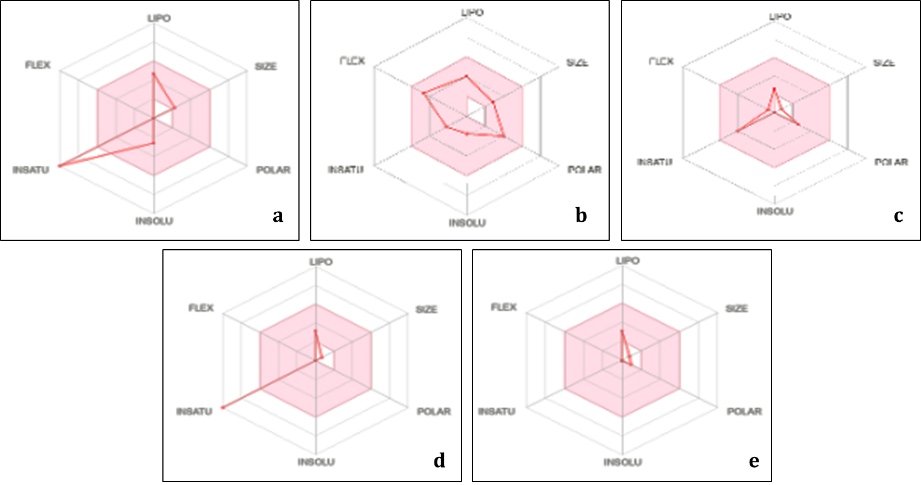 LIPO
FLEX SIZE
INSATU POLAR
INSOLU
a
LIPO
FLEX SIZE
INSATU POLAR
INSOLU
b
LIPO
FLEX SIZE
INSATU POLAR
INSOLU
c
LIPO
FLEX SIZE
INSATU POLAR
INSOLU
d
LIPO
FLEX SIZE
INSATU POLAR
INSOLU
e